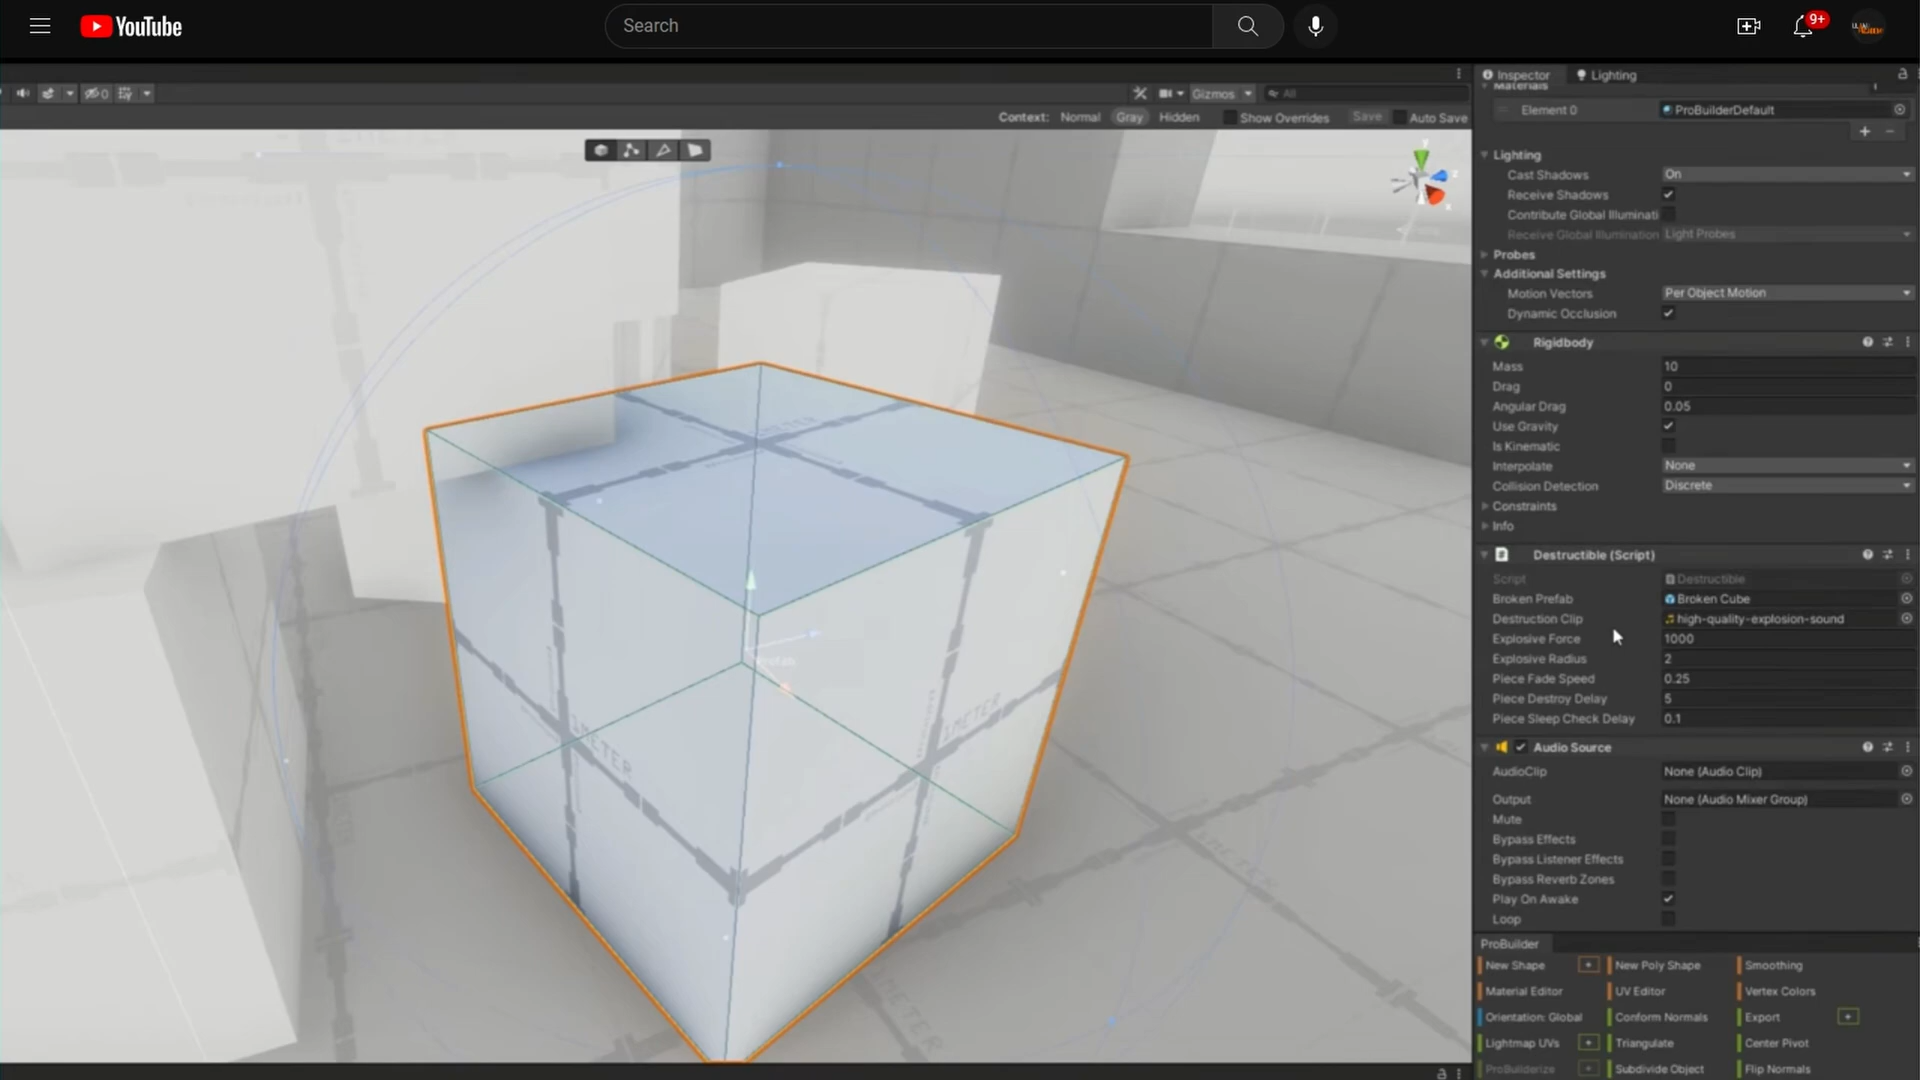 YouTube
Search
9+
Inspector
Lighting
Materials
0
Gizmos
All
Element 0
ProBuilderDefault
Context:
Normal
Gray
Hidden
Show Overrides
Save
Auto Save
Lighting
Cast Shadows
On
Receive Shadows
Contribute Global Illuminati
Receive Global Illumination
Light Probes
Probes
Additional Settings
Motion Vectors
Per Object Motion
Dynamic Occlusion
Rigidbody
Mass
10
Drag
0
Angular Drag
0.05
Use Gravity
Is Kinematic
Interpolate
None
Collision Detection
Discrete
Constraints
Info
Destructible (Script)
Script
Destructible
Broken Prefab
Broken Cube
Destruction Clip
high-quality-explosion-sound
Explosive Force
1000
Explosive Radius
2
Piece Fade Speed
0.25
Piece Destroy Delay
5
Piece Sleep Check Delay
0.1
Audio Source
AudioClip
None (Audio Clip)
Output
None (Audio Mixer Group)
Mute
Bypass Effects
Bypass Listener Effects
Bypass Reverb Zones
Play On Awake
Loop
ProBuilder
New Shape
+
New Poly Shape
Smoothing
Material Editor
UV Editor
Vertex Colors
Orientation: Global
Conform Normals
Export
+
Lightmap UVs
+
Triangulate
Center Pivot
ProBuilderize
+
Subdivide Object
Flip Normals
1METER